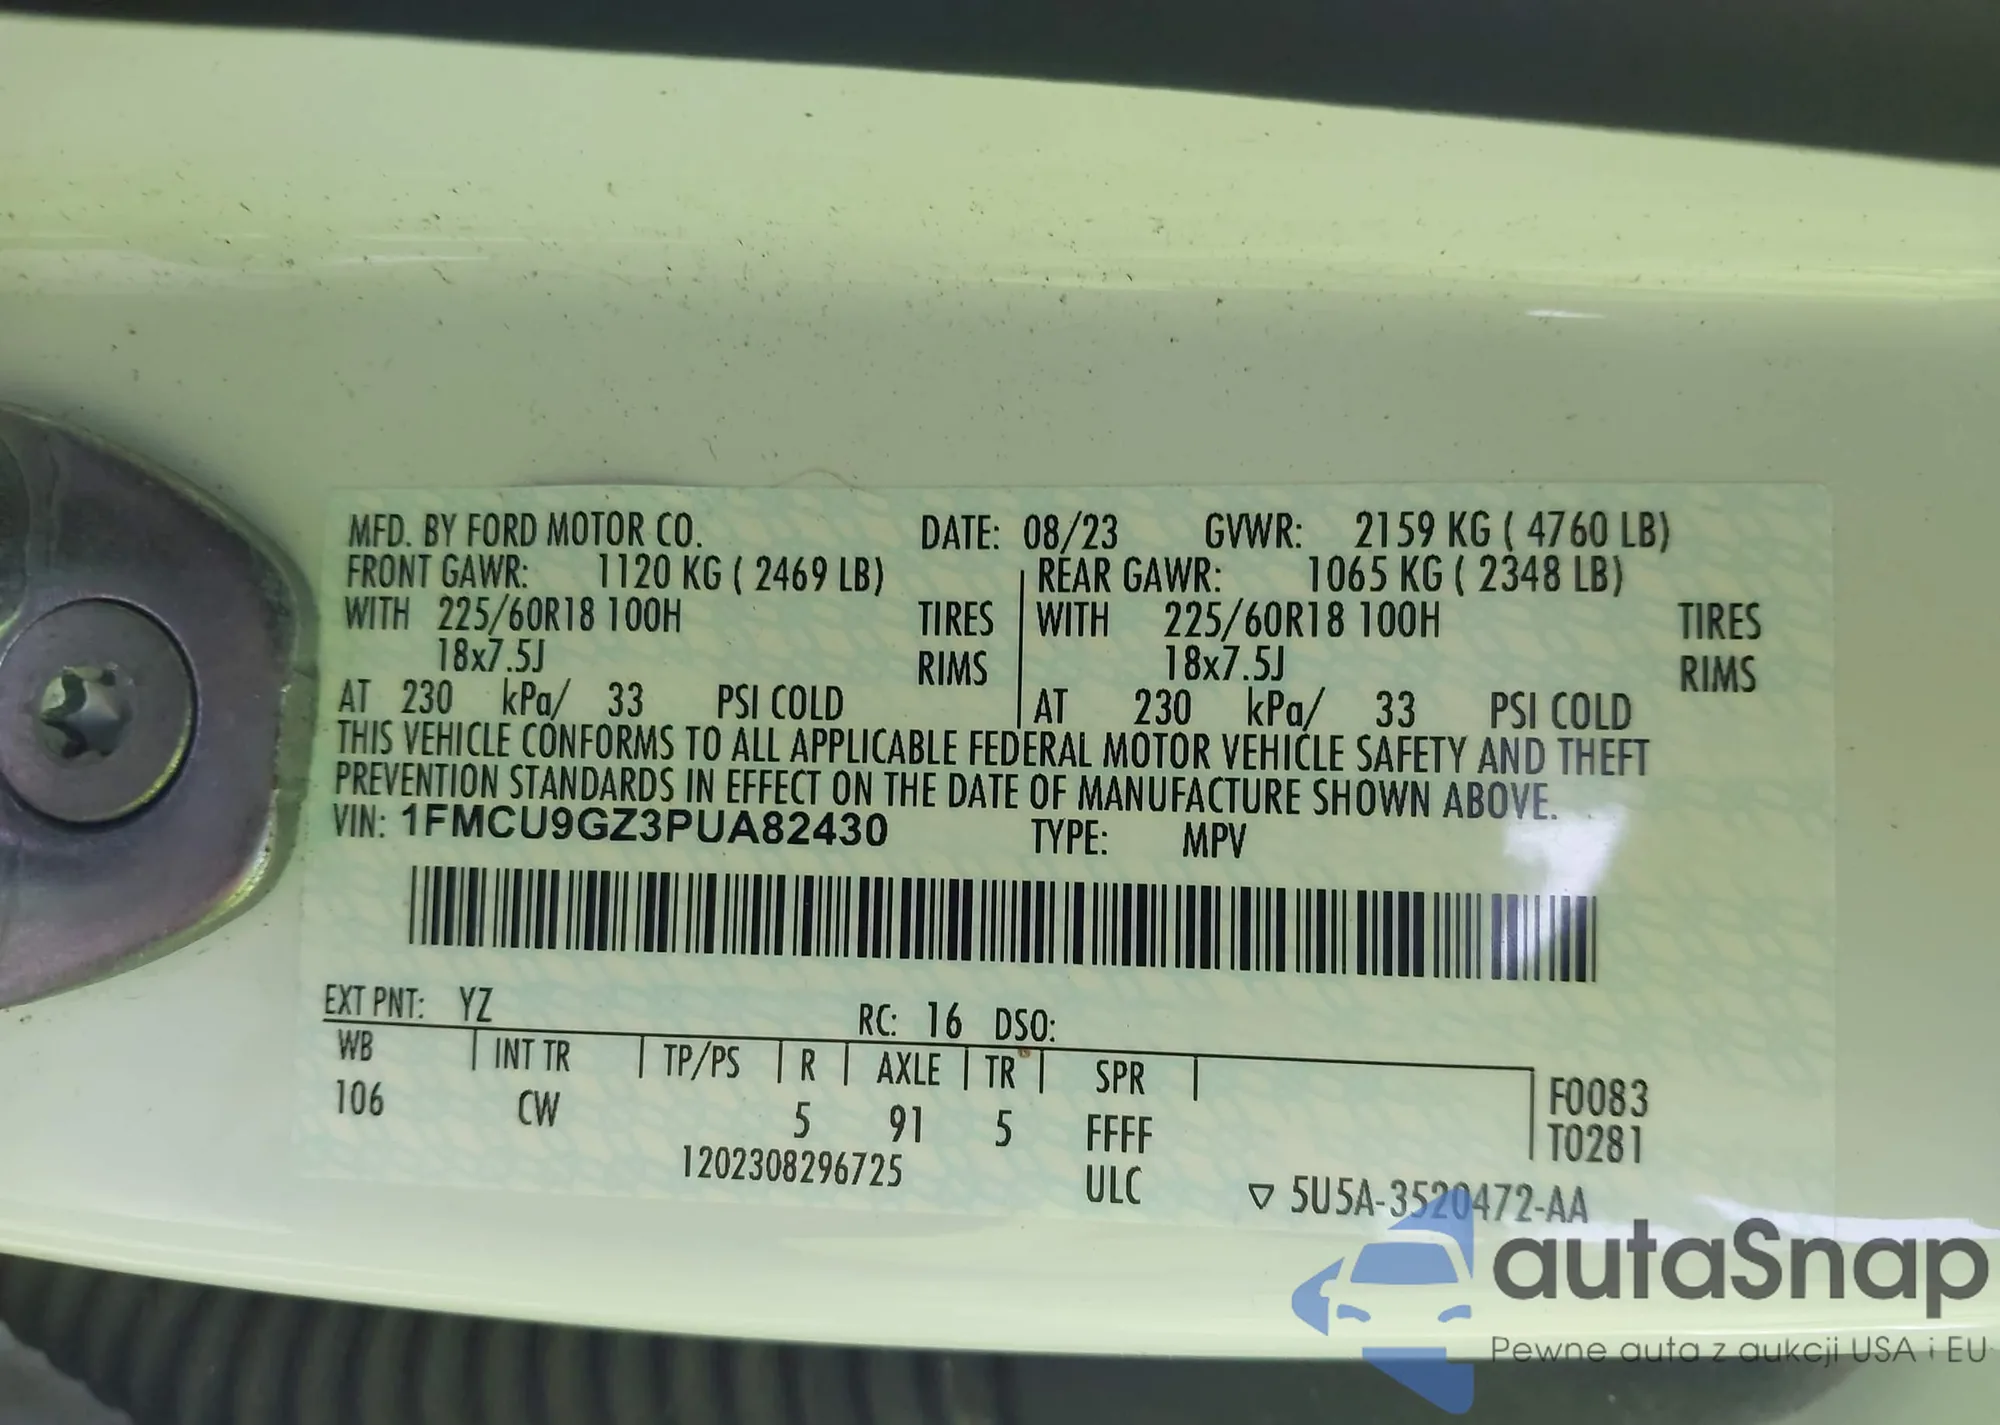 MFD. BY FORD MOTOR CO. DATE: 08/23 GVWR: 2159 KG ( 4760 LB)
FRONT GAWR: 1120 KG ( 2469 LB) REAR GAWR: 1065 KG ( 2348 LB)
WITH 225/60R18 100H TIRES WITH 225/60R18 100H TIRES
18x7.5J RIMS 18x7.5J RIMS
AT 230 kPa/ 33 PSI COLD AT 230 kPa/ 33 PSI COLD
THIS VEHICLE CONFORMS TO ALL APPLICABLE FEDERAL MOTOR VEHICLE SAFETY AND THEFT
PREVENTION STANDARDS IN EFFECT ON THE DATE OF MANUFACTURE SHOWN ABOVE.
VIN: 1FMCU9GZ3PUA82430 TYPE: MPV
EXT PNT: YZ RC: 16 DSO:
WB INT TR TP/PS R AXLE TR SPR F0083
106 CW 5 91 5 FFFF T0281
1202308296725 ULC ▽ 5U5A-3520472-AA
autaSnap
Pewne auta z aukcji USA i EU